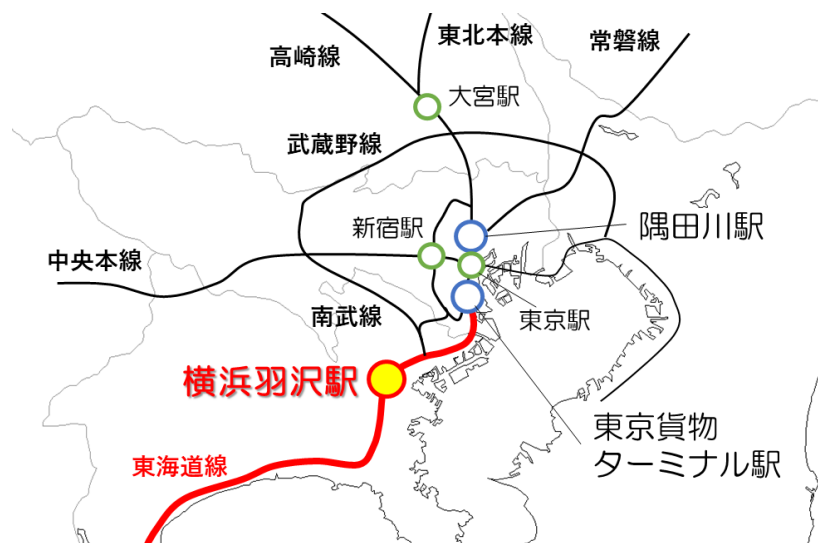 東北本線
高崎線
常磐線
大宮駅
武蔵野線
新宿駅
隅田川駅
中央本線
南武線
東京駅
横浜羽沢駅
東京貨物
ターミナル駅
東海道線